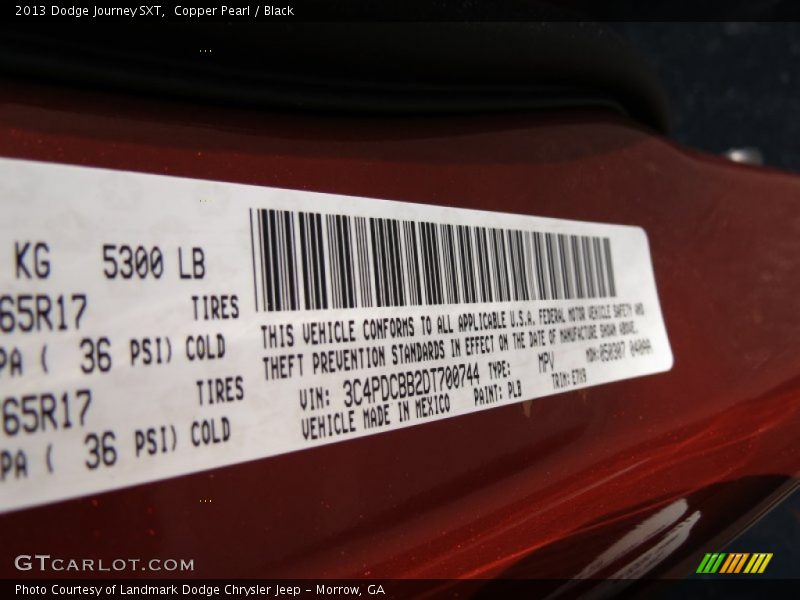 2013 Dodge Journey SXT, Copper Pearl / Black
KG 5300 LB
65R17 TIRES
PA ( 36 PSI) COLD
65R17 TIRES
PA ( 36 PSI) COLD
THIS VEHICLE CONFORMS TO ALL APPLICABLE U.S.A. FEDERAL MOTOR VEHICLE SAFETY AND
THEFT PREVENTION STANDARDS IN EFFECT ON THE DATE OF MANUFACTURE SHOWN ABOVE.
VIN: 3C4PDCBB2DT700744 TYPE: MPV MDH:
VEHICLE MADE IN MEXICO PAINT: PLD TRIM:
GTCARLOT.COM
Photo Courtesy of Landmark Dodge Chrysler Jeep - Morrow, GA